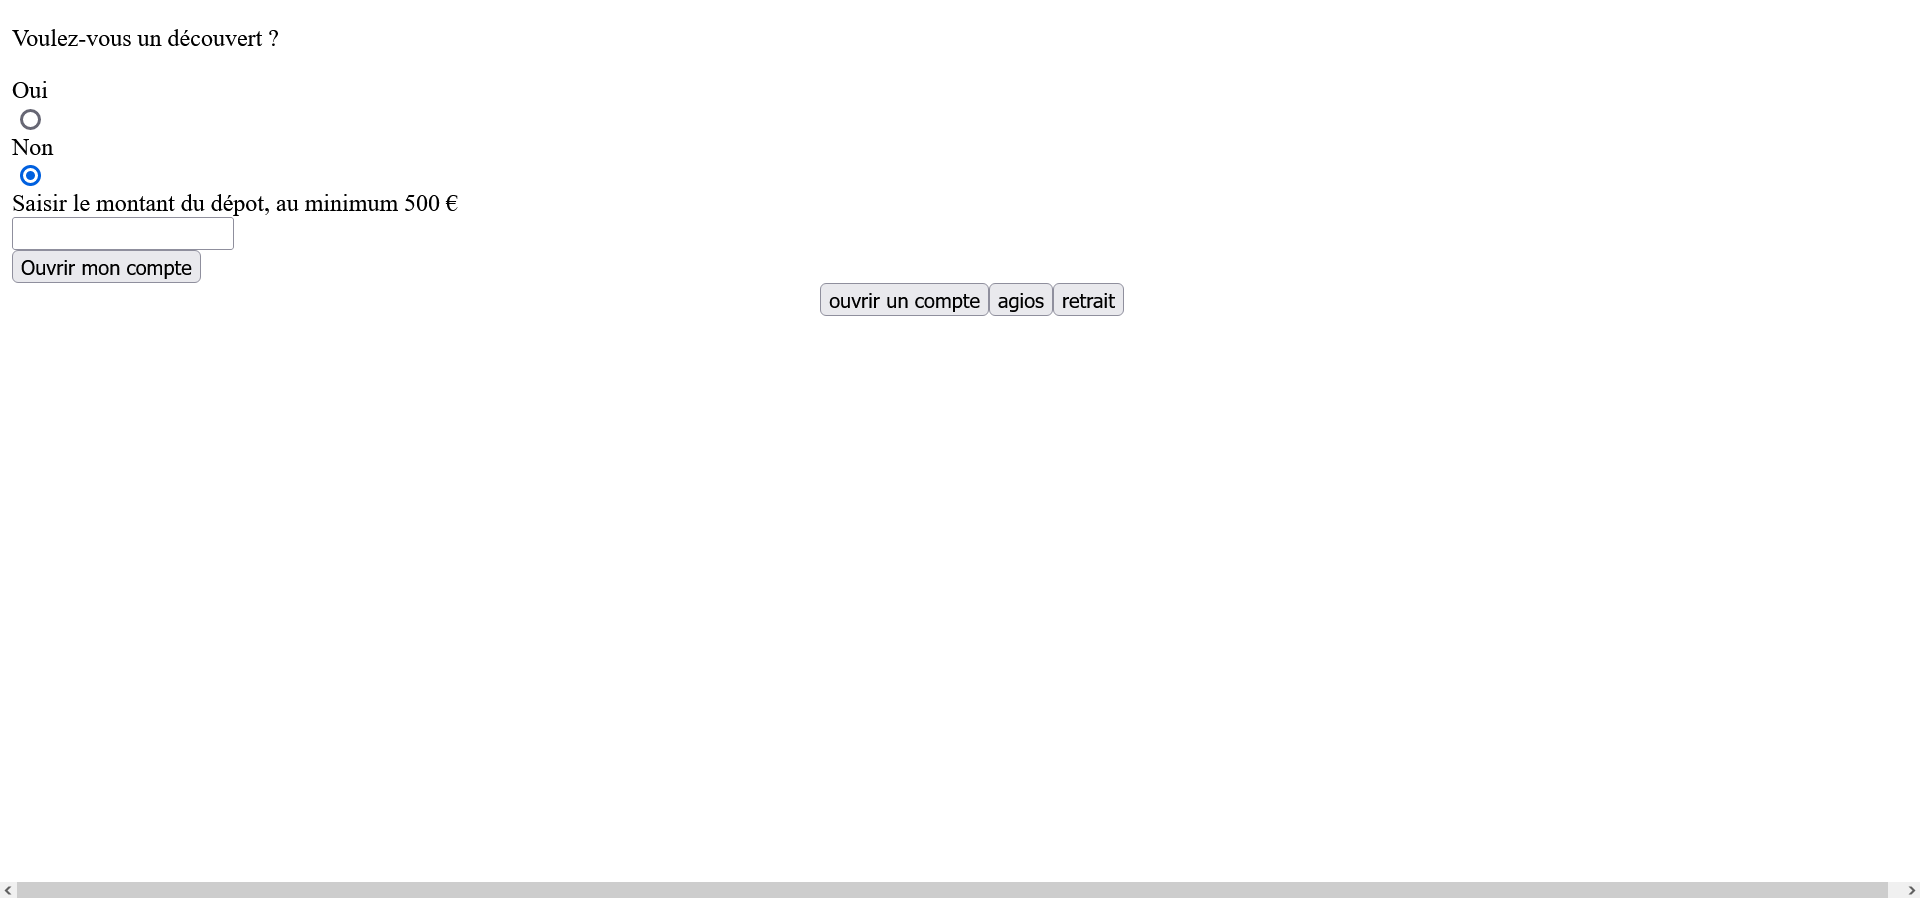 Voulez-vous un découvert ?
Oui
Non
Saisir le montant du dépot, au minimum 500 €
Ouvrir mon compte
ouvrir un compte agios retrait